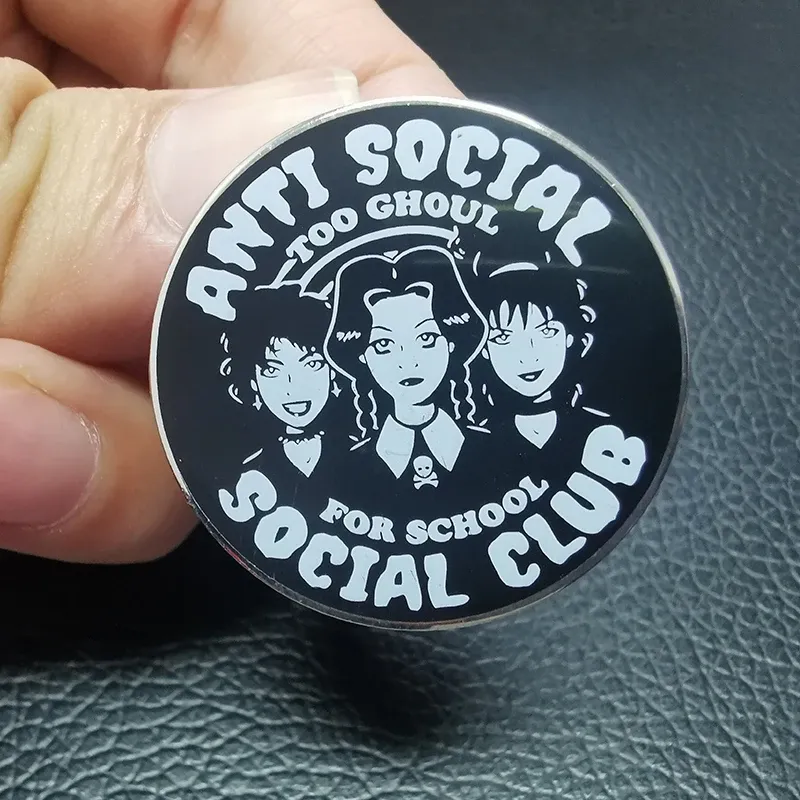 ANTI SOCIAL
TOO GHOUL
FOR SCHOOL
SOCIAL CLUB